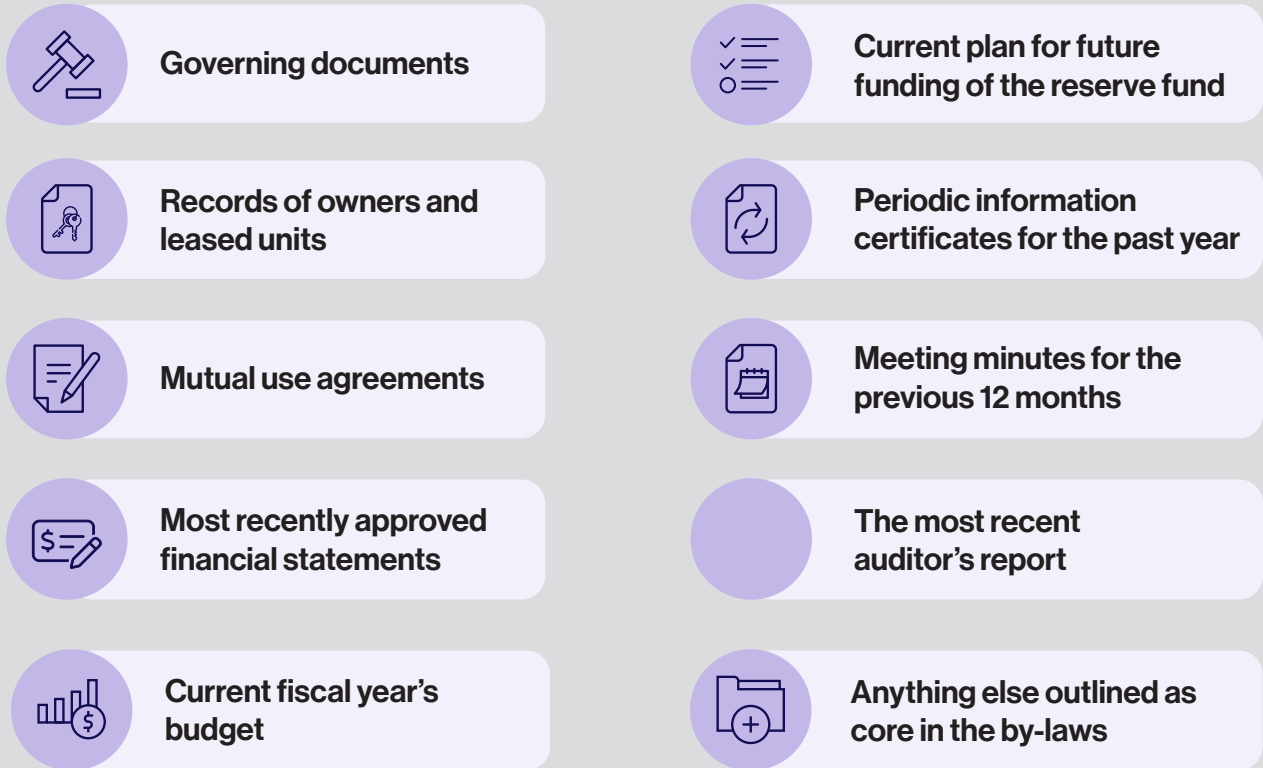 Governing documents
Records of owners and
leased units
Mutual use agreements
Most recently approved
financial statements
Current fiscal year’s
budget
Current plan for future
funding of the reserve fund
Periodic information
certificates for the past year
Meeting minutes for the
previous 12 months
The most recent
auditor’s report
Anything else outlined as
core in the by-laws